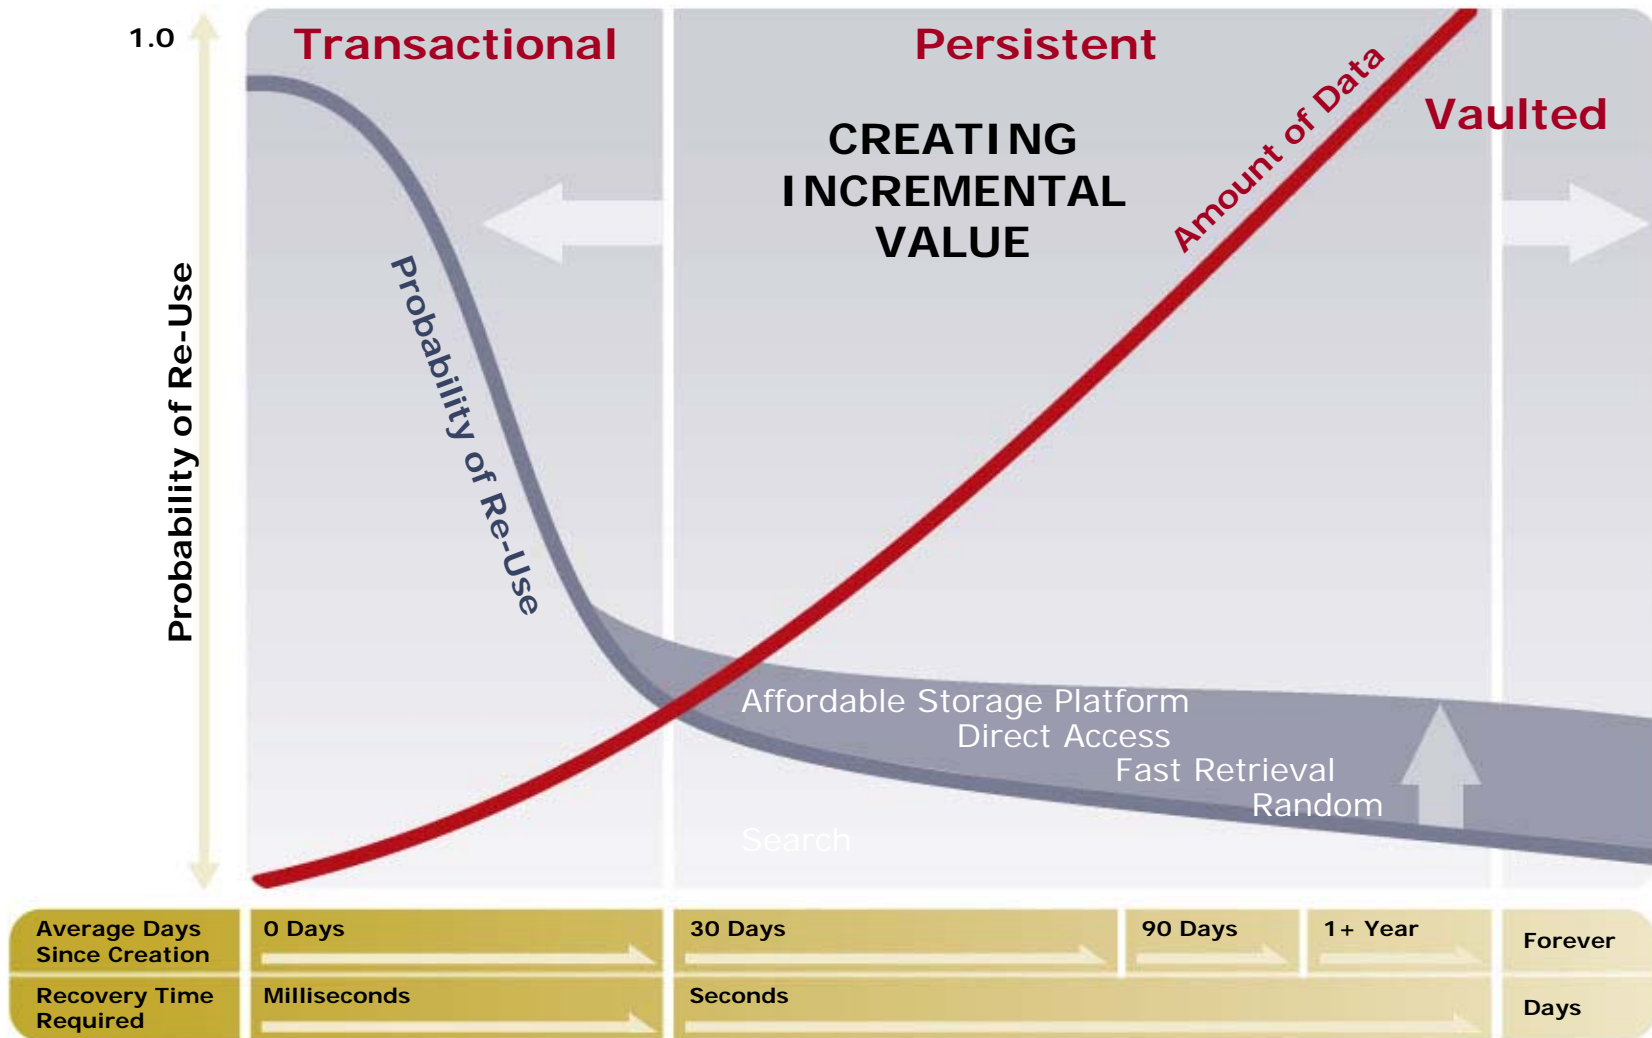 1.0
Transactional
Persistent
Vaulted
CREATING
INCREMENTAL
VALUE
Amount of Data
Probability of Re-Use
Probability of Re-Use
Affordable Storage Platform
Direct Access
Fast Retrieval
Random
Search
Average Days
Since Creation
0 Days
30 Days
90 Days
1+ Year
Forever
Recovery Time
Required
Milliseconds
Seconds
Days